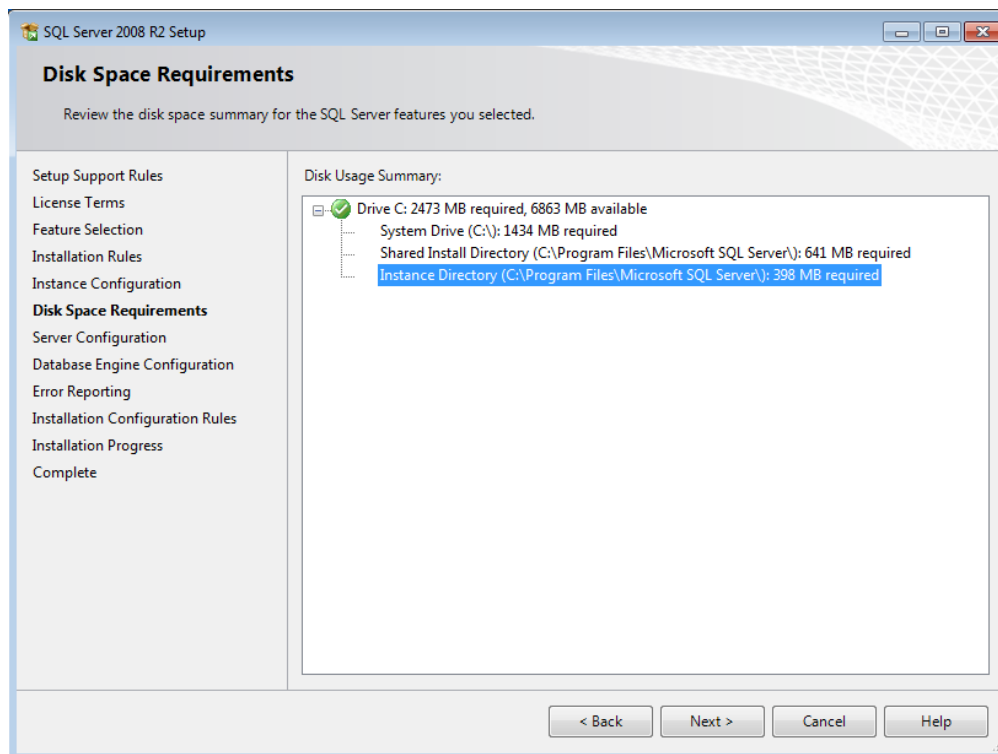 SQL Server 2008 R2 Setup
Disk Space Requirements
Review the disk space summary for the SQL Server features you selected.
Setup Support Rules
License Terms
Feature Selection
Installation Rules
Instance Configuration
Disk Space Requirements
Server Configuration
Database Engine Configuration
Error Reporting
Installation Configuration Rules
Installation Progress
Complete
Disk Usage Summary:
Drive C: 2473 MB required, 6863 MB available
System Drive (C:\): 1434 MB required
Shared Install Directory (C:\Program Files\Microsoft SQL Server\): 641 MB required
Instance Directory (C:\Program Files\Microsoft SQL Server\): 398 MB required
< Back
Next >
Cancel
Help